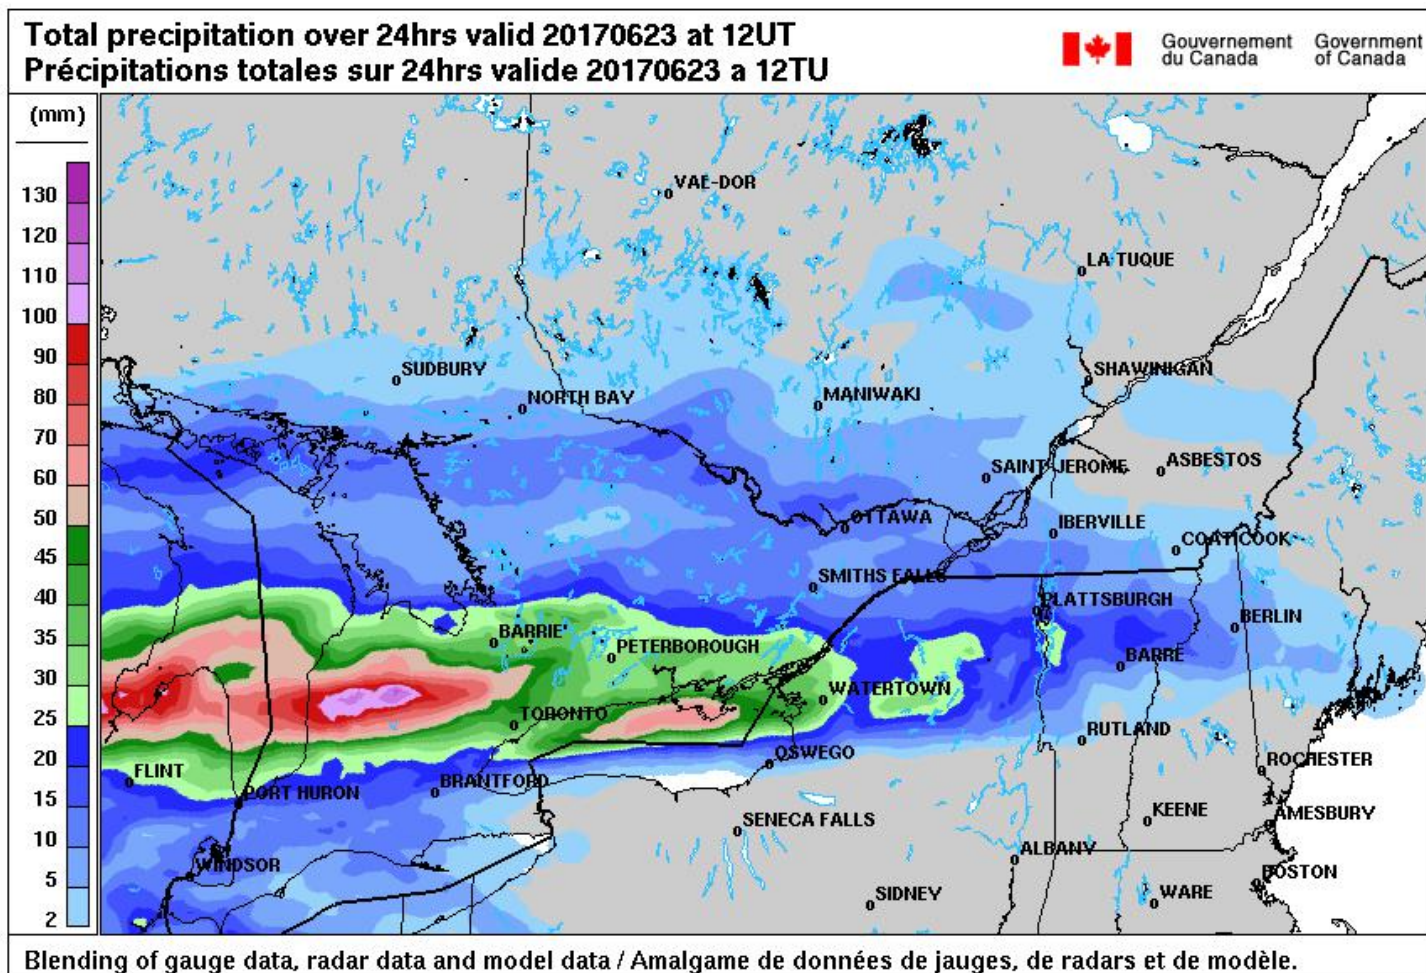 Total precipitation over 24hrs valid 20170623 at 12UT
Précipitations totales sur 24hrs valide 20170623 a 12TU
Gouvernement du Canada
Government of Canada
(mm)
130
120
110
100
90
80
70
60
50
45
40
35
30
25
20
15
10
5
2
VAE-DOR
LA TUQUE
SUDBURY
SHAWINIGAN
NORTH BAY
MANIWAKI
SAINT-JEROME
ASBESTOS
OTTAWA
IBERVILLE
COATICOOK
SMITHS FALLS
PLATTSBURGH
BERLIN
BARRIE
PETERBOROUGH
BARRE
WATERTOWN
TORONTO
RUTLAND
OSWEGO
ROCHESTER
FLINT
BRANTFORD
PORT HURON
SENECA FALLS
KEENE
AMESBURY
ALBANY
WINDSOR
BOSTON
SIDNEY
WARE
Blending of gauge data, radar data and model data / Amalgame de données de jauges, de radars et de modèle.